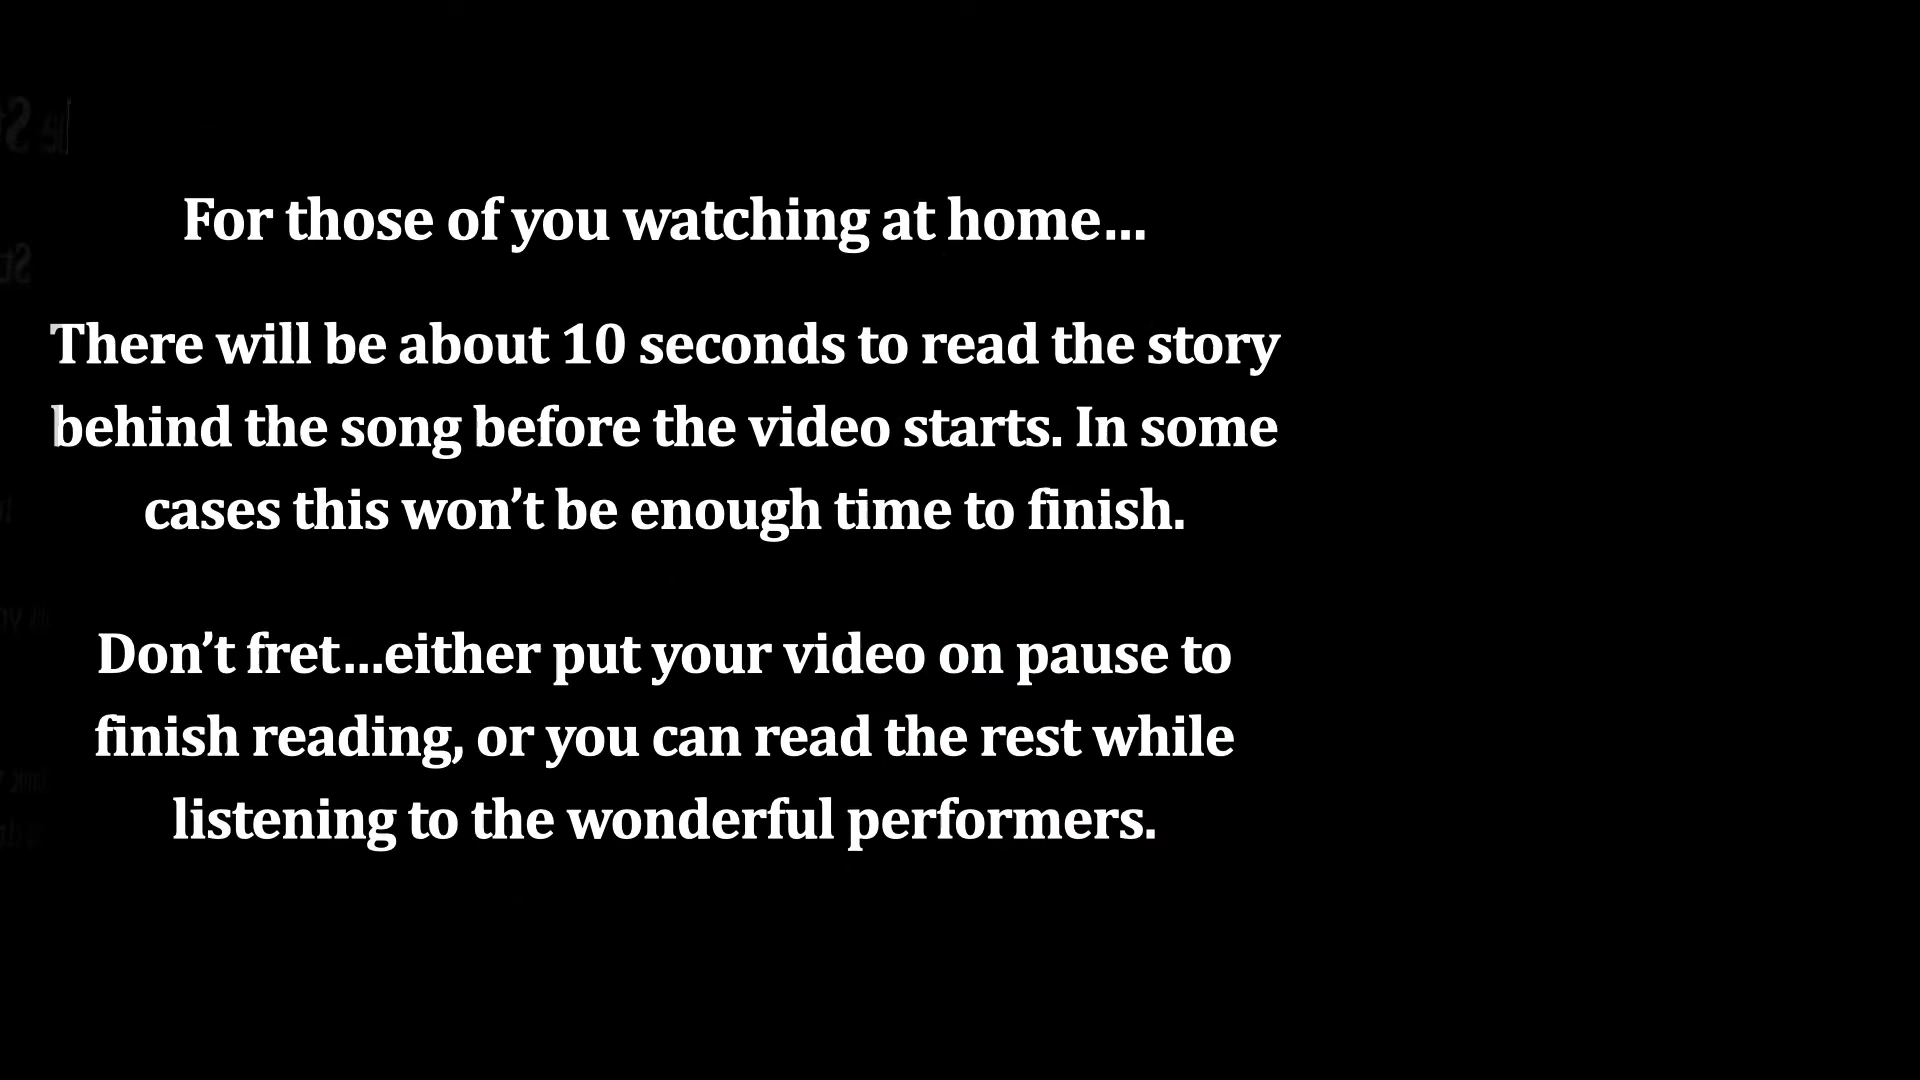 For those of you watching at home…
There will be about 10 seconds to read the story
behind the song before the video starts. In some
cases this won’t be enough time to finish.
Don’t fret…either put your video on pause to
finish reading, or you can read the rest while
listening to the wonderful performers.